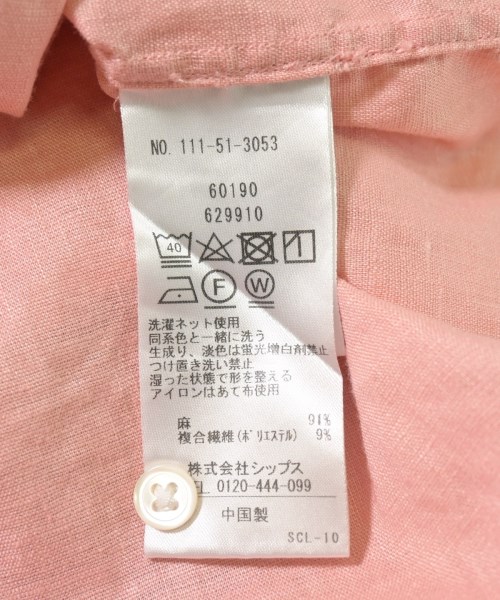 NO. 111-51-3053
60190
629910
40
F W
洗濯ネット使用
同系色と一緒に洗う
生成り、淡色は蛍光増白剤禁止
つけ置き洗い禁止
湿った状態で形を整える
アイロンはあて布使用
麻 91%
複合繊維(ポリエステル) 9%
株式会社シップス
TEL 0120-444-099
中国製
SCL-10